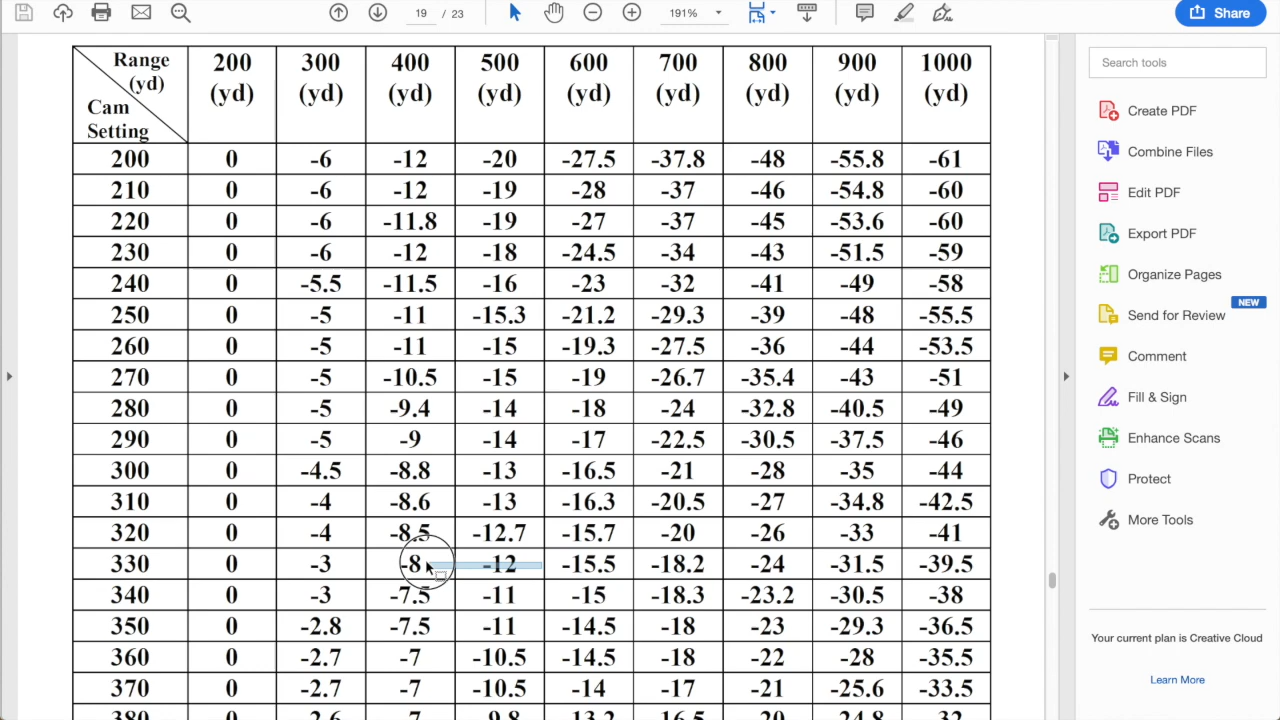 19 / 23 191% Share
Range (yd) Cam Setting 200 (yd) 300 (yd) 400 (yd) 500 (yd) 600 (yd) 700 (yd) 800 (yd) 900 (yd) 1000 (yd)
200 0 -6 -12 -20 -27.5 -37.8 -48 -55.8 -61
210 0 -6 -12 -19 -28 -37 -46 -54.8 -60
220 0 -6 -11.8 -19 -27 -37 -45 -53.6 -60
230 0 -6 -12 -18 -24.5 -34 -43 -51.5 -59
240 0 -5.5 -11.5 -16 -23 -32 -41 -49 -58
250 0 -5 -11 -15.3 -21.2 -29.3 -39 -48 -55.5
260 0 -5 -11 -15 -19.3 -27.5 -36 -44 -53.5
270 0 -5 -10.5 -15 -19 -26.7 -35.4 -43 -51
280 0 -5 -9.4 -14 -18 -24 -32.8 -40.5 -49
290 0 -5 -9 -14 -17 -22.5 -30.5 -37.5 -46
300 0 -4.5 -8.8 -13 -16.5 -21 -28 -35 -44
310 0 -4 -8.6 -13 -16.3 -20.5 -27 -34.8 -42.5
320 0 -4 -8.5 -12.7 -15.7 -20 -26 -33 -41
330 0 -3 -8 -12 -15.5 -18.2 -24 -31.5 -39.5
340 0 -3 -7.5 -11 -15 -18.3 -23.2 -30.5 -38
350 0 -2.8 -7.5 -11 -14.5 -18 -23 -29.3 -36.5
360 0 -2.7 -7 -10.5 -14.5 -18 -22 -28 -35.5
370 0 -2.7 -7 -10.5 -14 -17 -21 -25.6 -33.5
380 0 -2.6 -7 -9.8 -13.2 -16.5 -20 -24.8 -32
Search tools
Create PDF
Combine Files
Edit PDF
Export PDF
Organize Pages
NEW
Send for Review
Comment
Fill & Sign
Enhance Scans
Protect
More Tools
Your current plan is Creative Cloud
Learn More